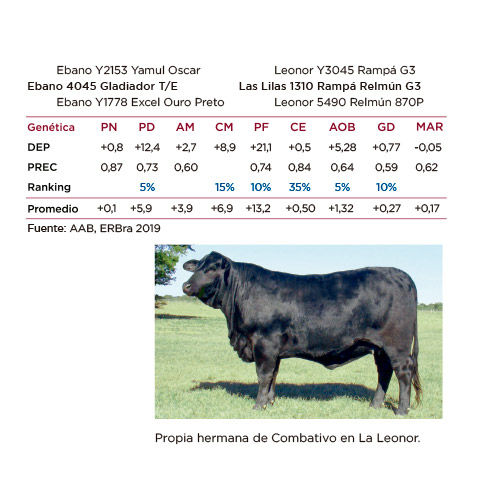 Ebano Y2153 Yamul Oscar Leonor Y3045 Rampá G3
Ebano 4045 Gladiador T/E Las Lilas 1310 Rampá Relmún G3
Ebano Y1778 Excel Ouro Preto Leonor 5490 Relmún 870P
Genética PN PD AM CM PF CE AOB GD MAR
DEP +0,8 +12,4 +2,7 +8,9 +21,1 +0,5 +5,28 +0,77 -0,05
PREC 0,87 0,73 0,60 0,74 0,84 0,64 0,59 0,62
Ranking 5% 15% 10% 35% 5% 10%
Promedio +0,1 +5,9 +3,9 +6,9 +13,2 +0,50 +1,32 +0,27 +0,17
Fuente: AAB, ERBra 2019
Propia hermana de Combativo en La Leonor.